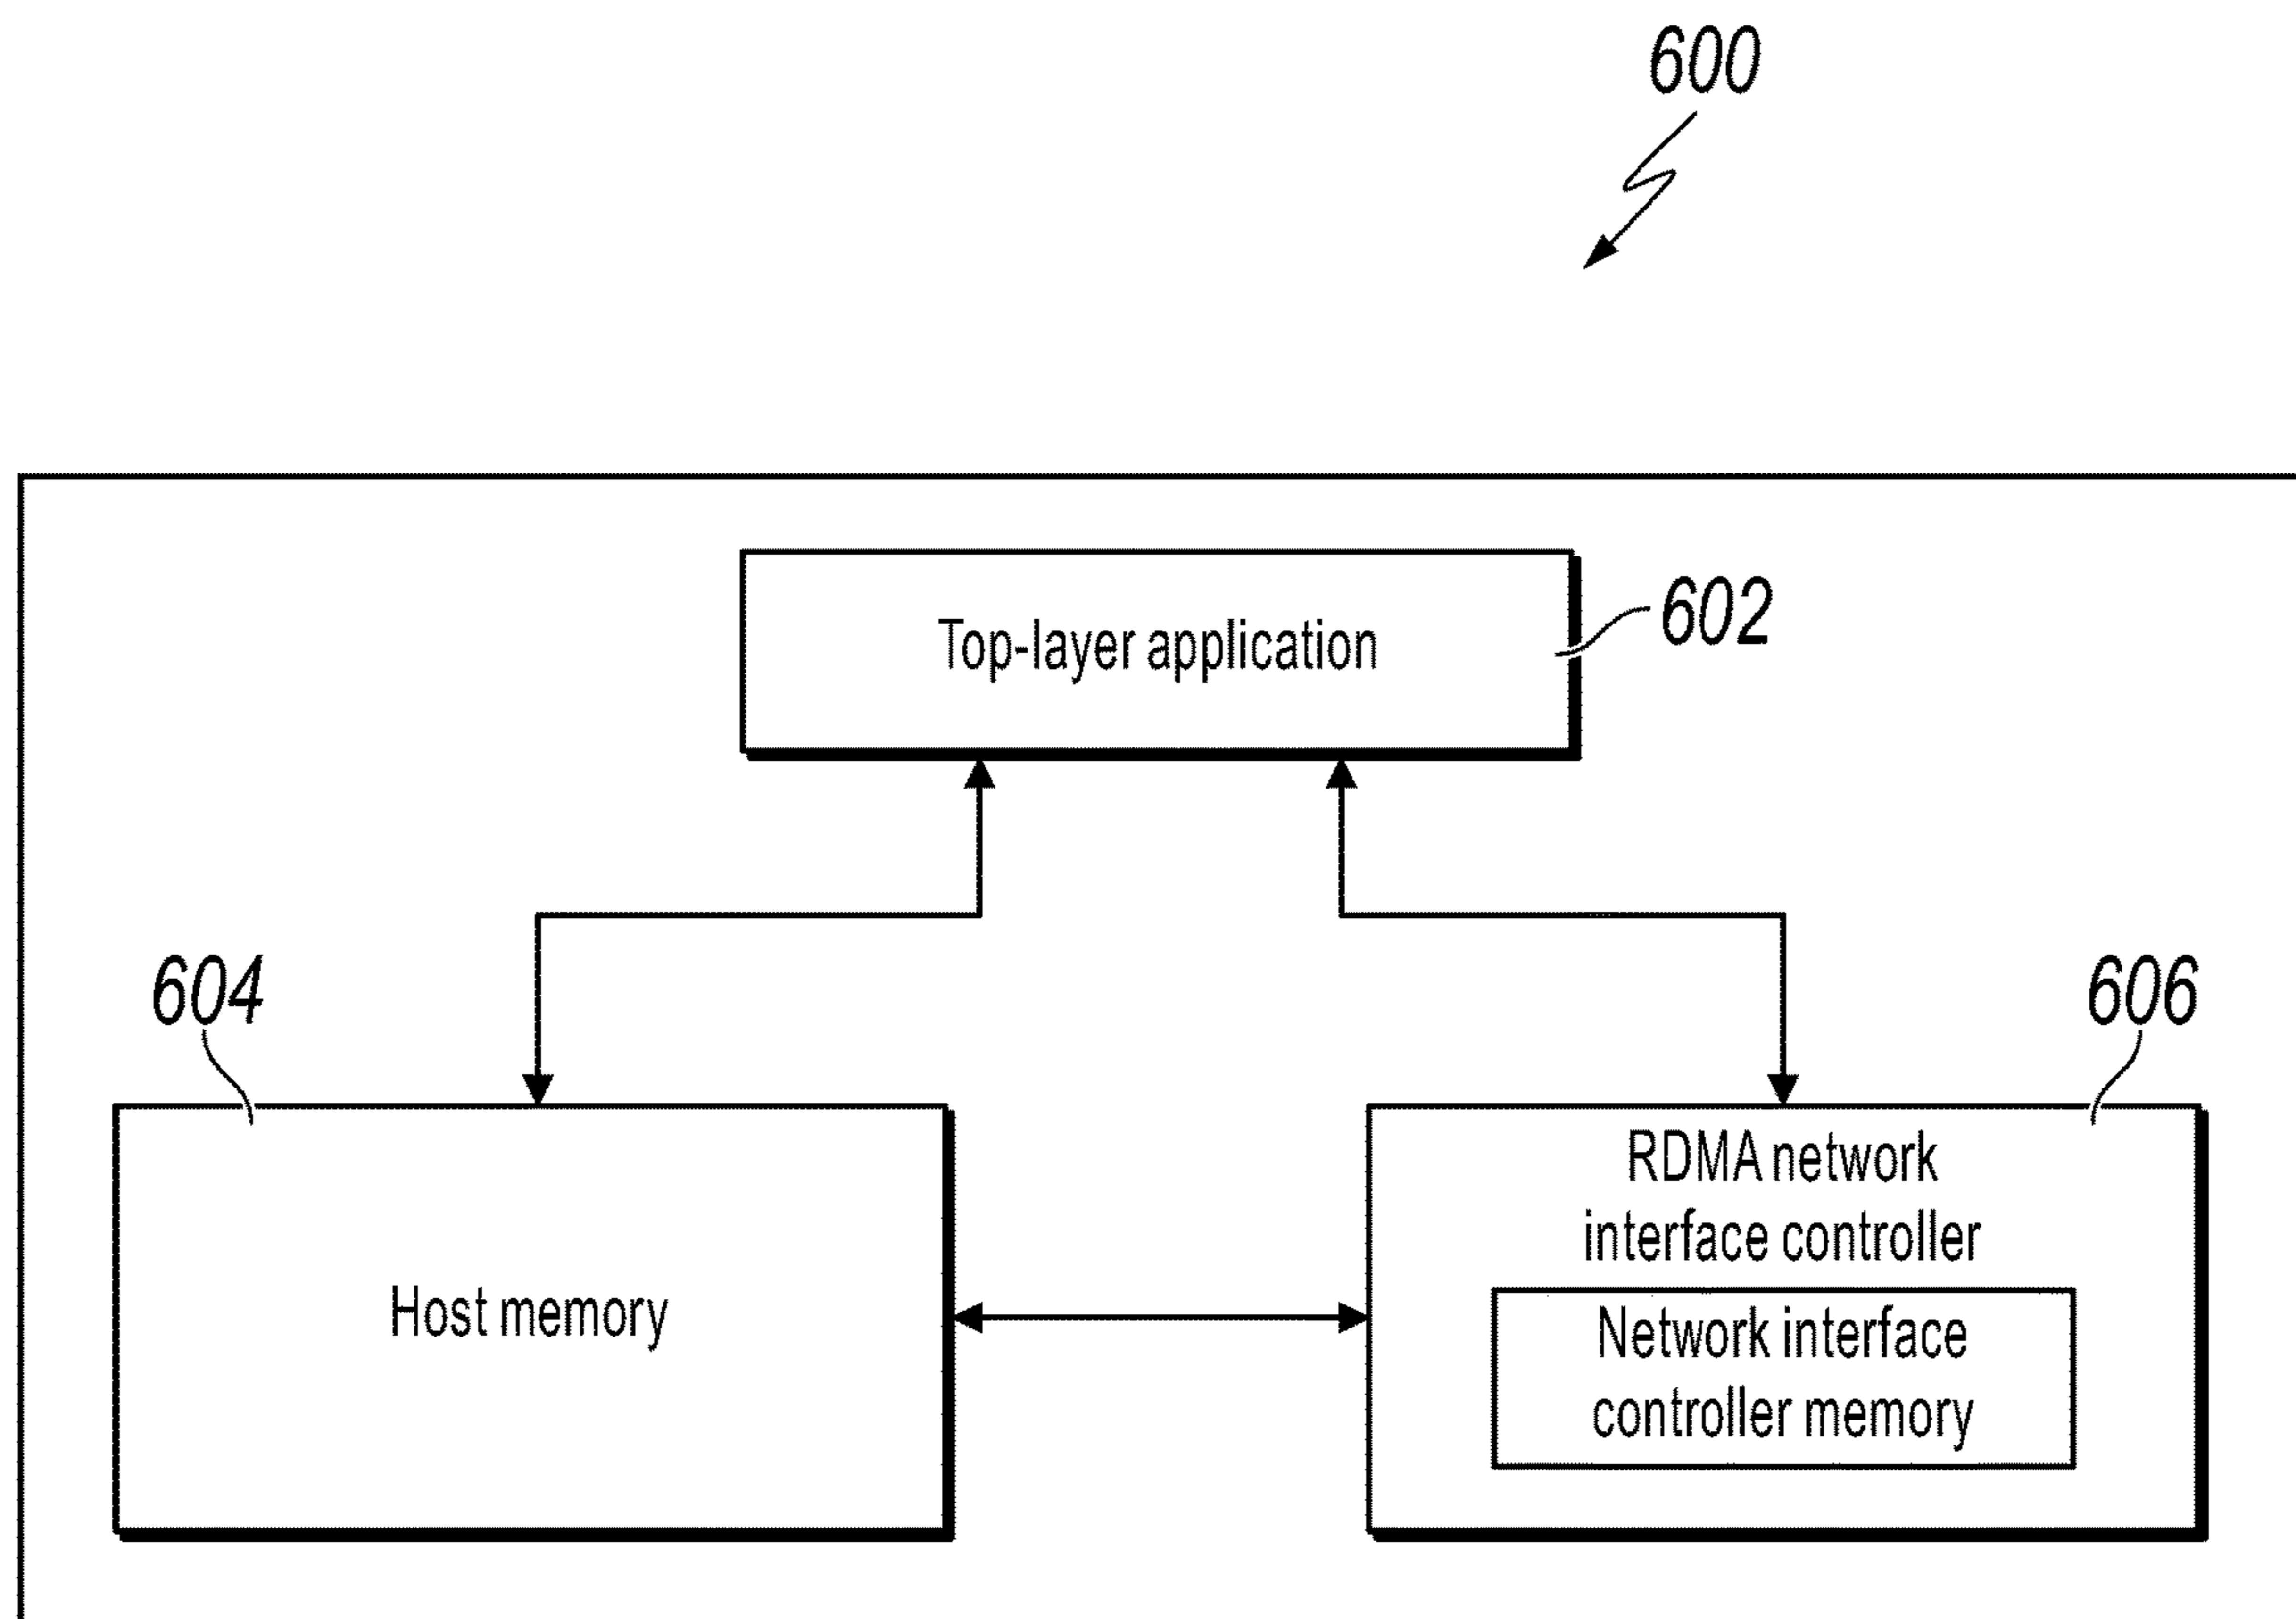 600
Top-layer application
602
604
606
Host memory
RDMA network
interface controller
Network interface
controller memory